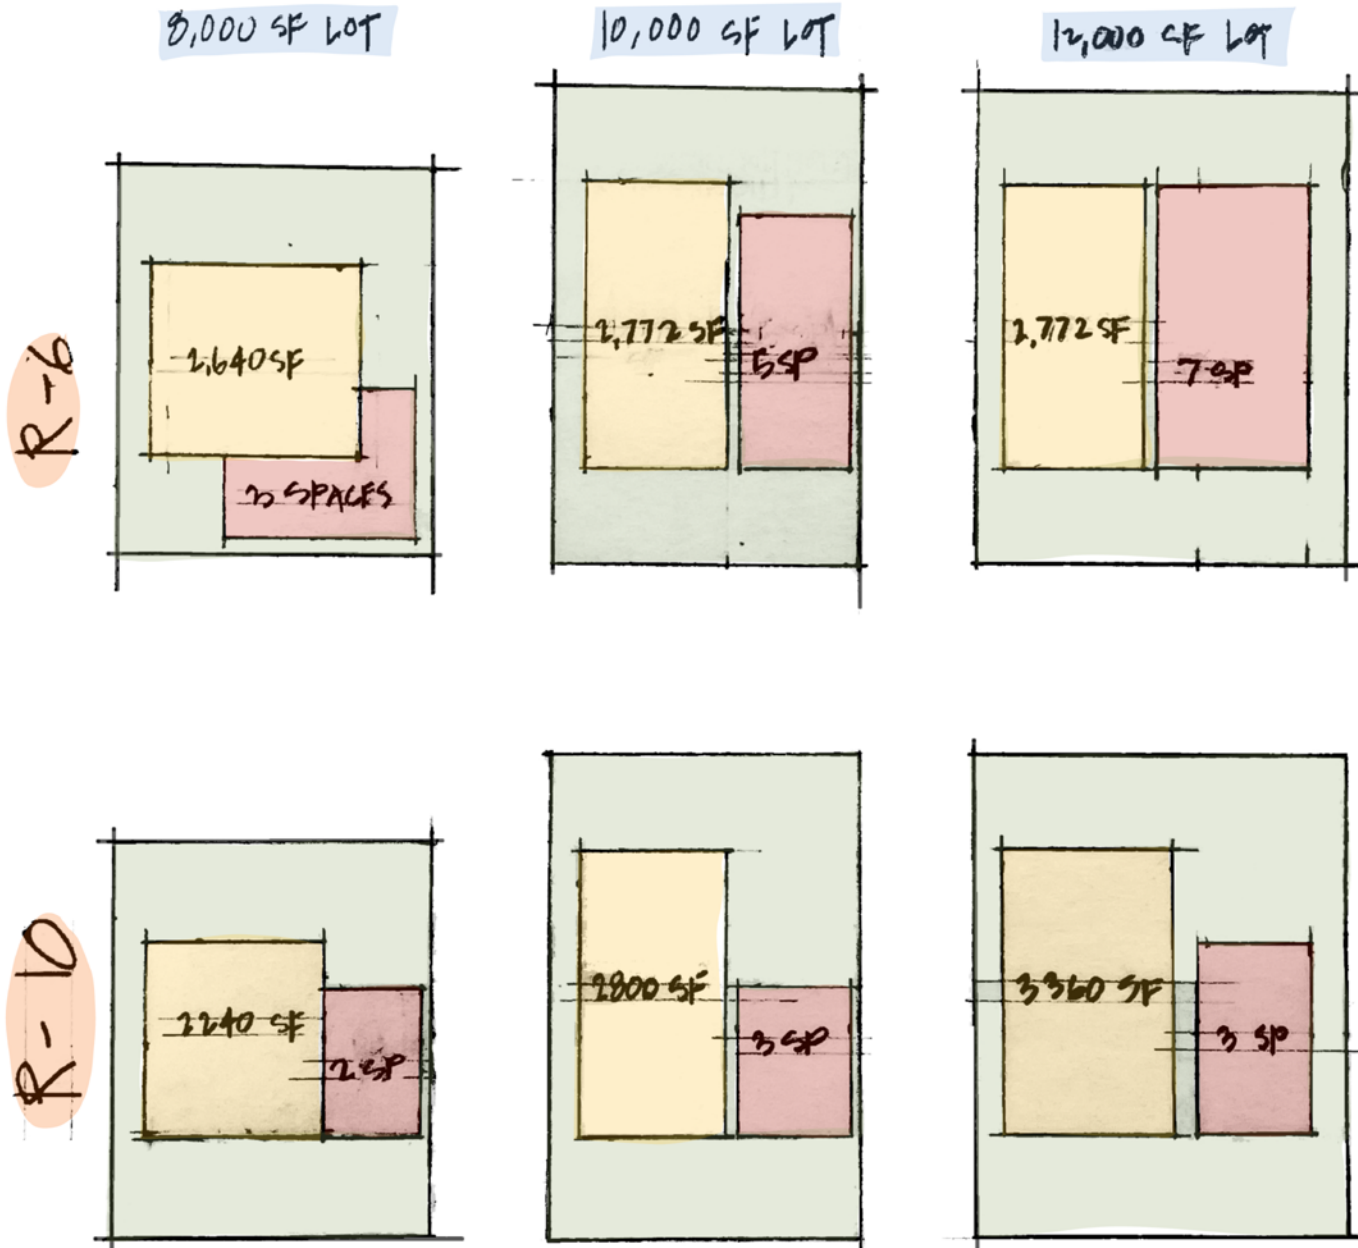 8,000 SF LOT
10,000 SF LOT
12,000 SF LOT
R-6
2,640 SF
3 SPACES
2,772 SF
5 SP
2,772 SF
7 SP
R-10
2240 SF
2 SP
2800 SF
3 SP
3360 SF
3 SP